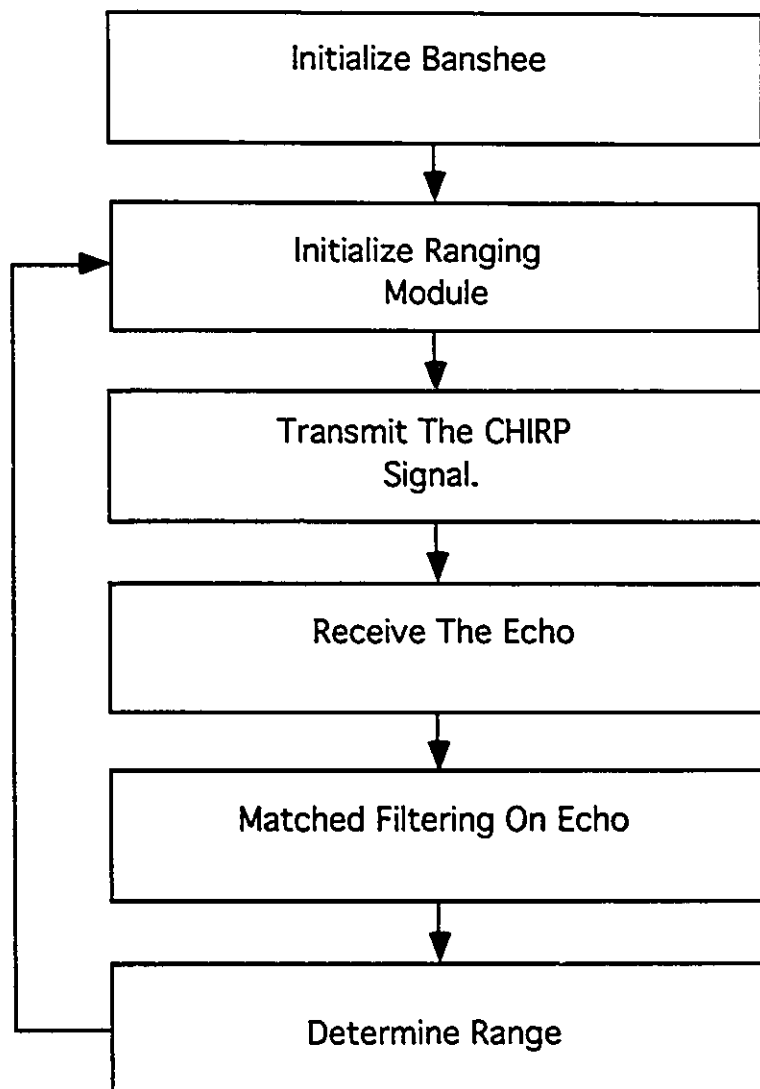 Initialize Banshee
Initialize Ranging
Module
Transmit The CHIRP
Signal.
Receive The Echo
Matched Filtering On Echo
Determine Range